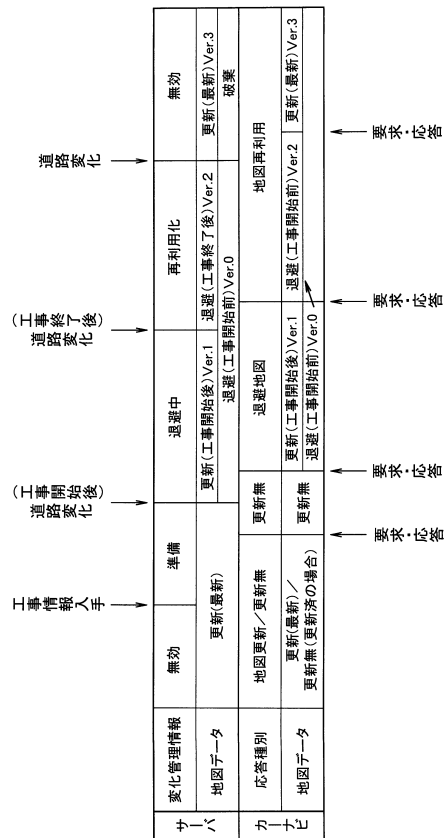 工事情報入手
(工事開始後)
道路変化
(工事終了後)
道路変化
道路変化
サーバ
変化管理情報
無効
準備
退避中
再利用化
無効
地図データ
更新(最新)
更新(工事開始後)Ver.1
退避(工事終了後)Ver.2
更新(最新)Ver.3
退避(工事開始前)Ver.0
破棄
カーナビ
応答種別
地図更新/更新無
更新無
退避地図
地図再利用
地図データ
更新(最新)/
更新無(更新済の場合)
更新無
更新(工事開始後)Ver.1
退避(工事開始前)Ver.2
更新(最新)Ver.3
退避(工事開始前)Ver.0
要求・応答
要求・応答
要求・応答
要求・応答